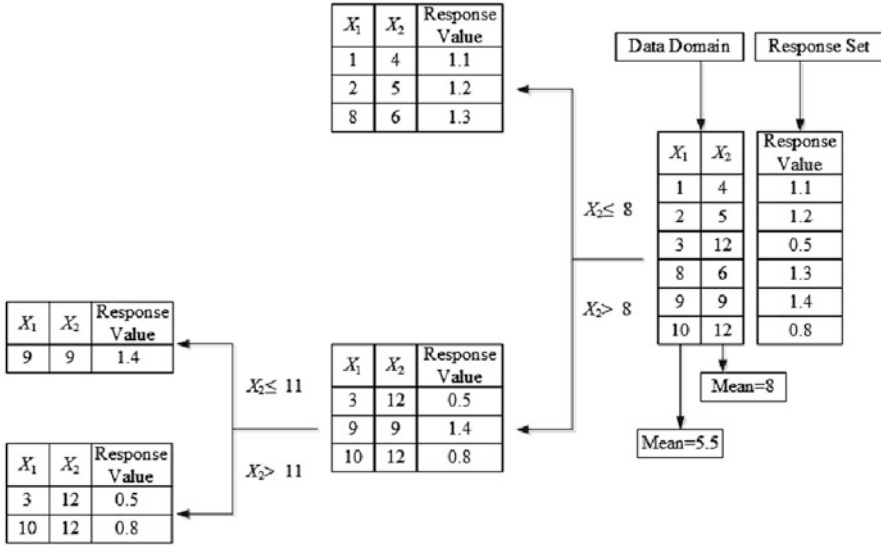 X₁ X₂ Response Value
1 4 1.1
2 5 1.2
8 6 1.3
Data Domain
Response Set
X₁ X₂
1 4
2 5
3 12
8 6
9 9
10 12
Response
Value
1.1
1.2
0.5
1.3
1.4
0.8
Mean=8
Mean=5.5
X₂≤ 8
X₂> 8
X₁ X₂ Response Value
3 12 0.5
9 9 1.4
10 12 0.8
X₂≤ 11
X₂> 11
X₁ X₂ Response Value
9 9 1.4
X₁ X₂ Response Value
3 12 0.5
10 12 0.8